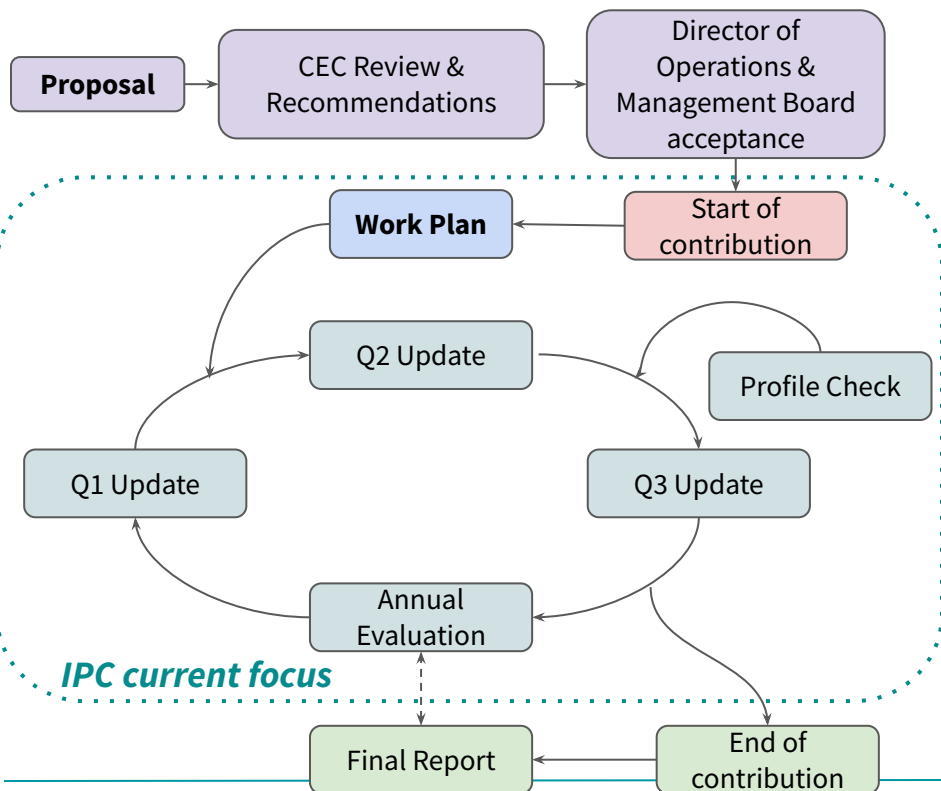 Proposal
CEC Review &
Recommendations
Director of
Operations &
Management Board
acceptance
Work Plan
Start of
contribution
Q2 Update
Profile Check
Q1 Update
Q3 Update
Annual
Evaluation
IPC current focus
Final Report
End of
contribution